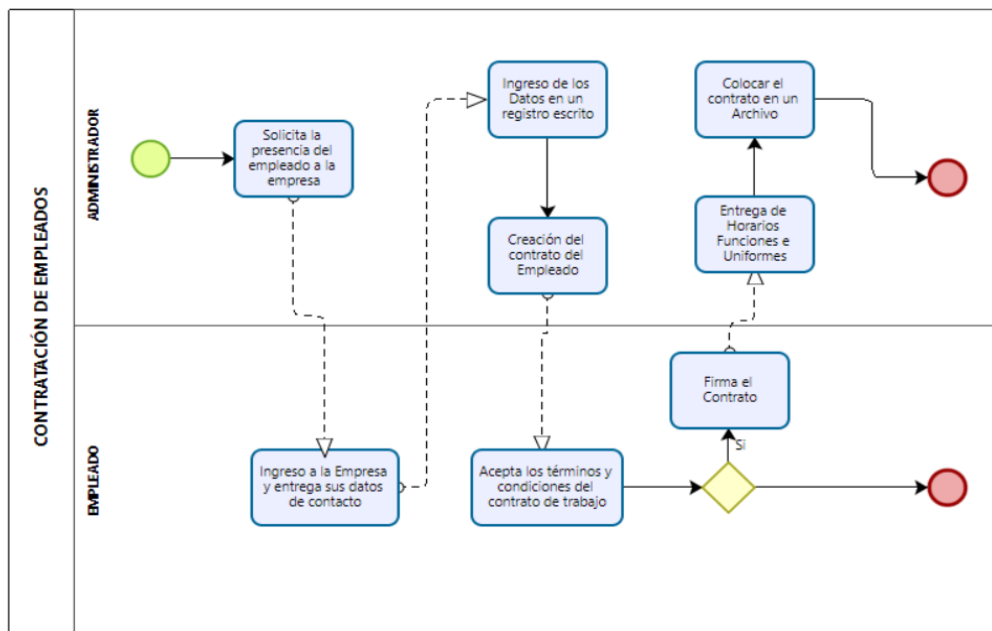 CONTRATACIÓN DE EMPLEADOS
ADMINISTRADOR
Solicita la
presencia del
empleado a la
empresa
Ingreso de los
Datos en un
registro escrito
Creación del
contrato del
Empleado
Colocar el
contrato en un
Archivo
Entrega de
Horarios
Funciones e
Uniformes
EMPLEADO
Ingreso a la Empresa
y entrega sus datos
de contacto
Acepta los términos y
condiciones del
contrato de trabajo
Firma el
Contrato
Si